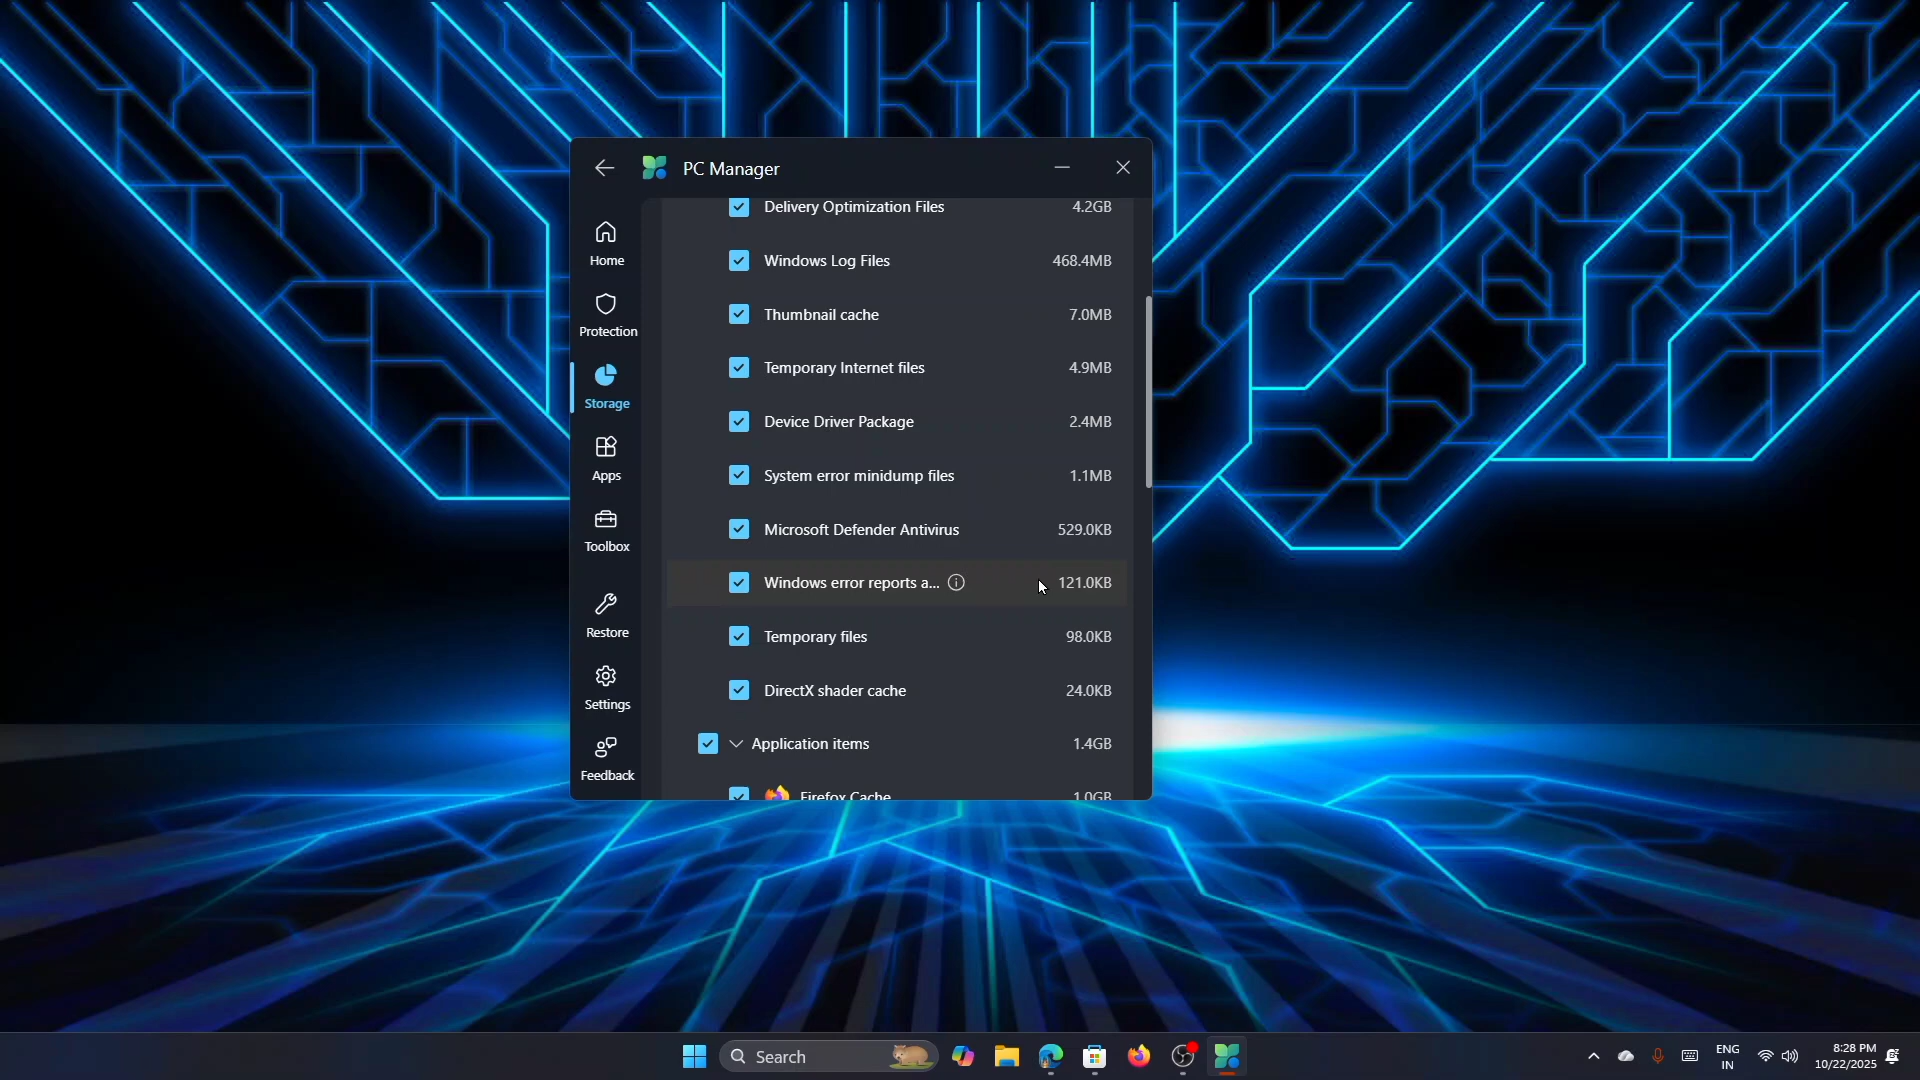 PC Manager
Home
Protection
Storage
Apps
Toolbox
Restore
Settings
Feedback
Delivery Optimization Files 4.2GB
Windows Log Files 468.4MB
Thumbnail cache 7.0MB
Temporary Internet files 4.9MB
Device Driver Package 2.4MB
System error minidump files 1.1MB
Microsoft Defender Antivirus 529.0KB
Windows error reports a... 121.0KB
Temporary files 98.0KB
DirectX shader cache 24.0KB
Application items 1.4GB
Firefox Cache 1.0GB
Search
ENG
IN
8:28 PM
10/22/2025